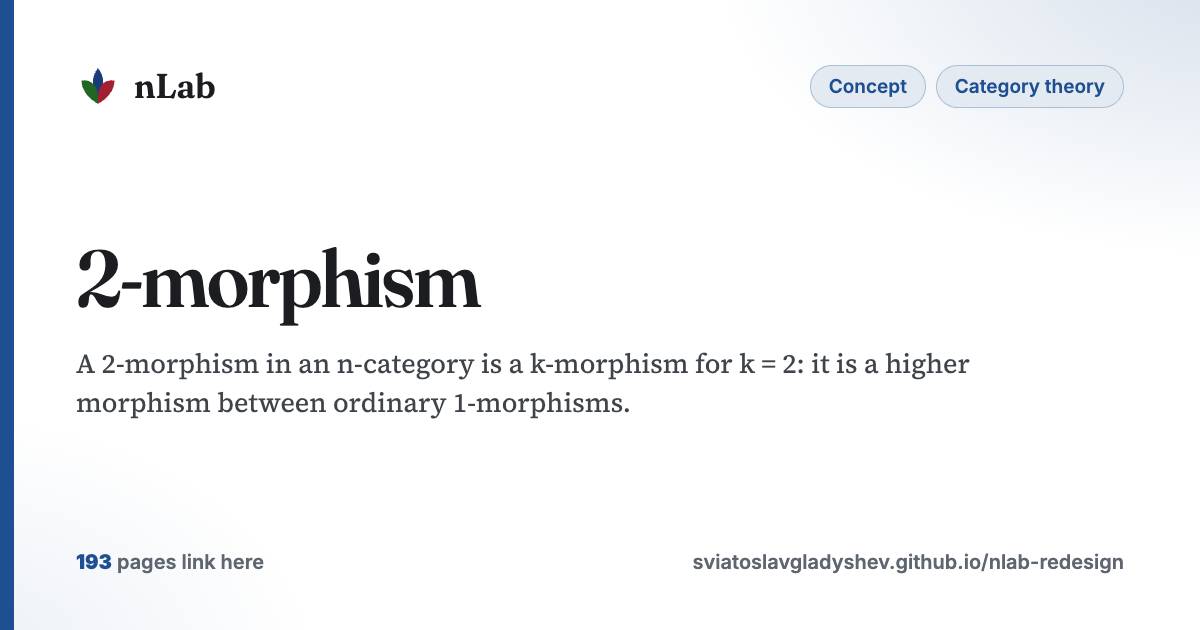 nLab
Concept
Category theory
2-morphism
A 2-morphism in an n-category is a k-morphism for k = 2: it is a higher
morphism between ordinary 1-morphisms.
193 pages link here
sviatoslavgladyshev.github.io/nlab-redesign